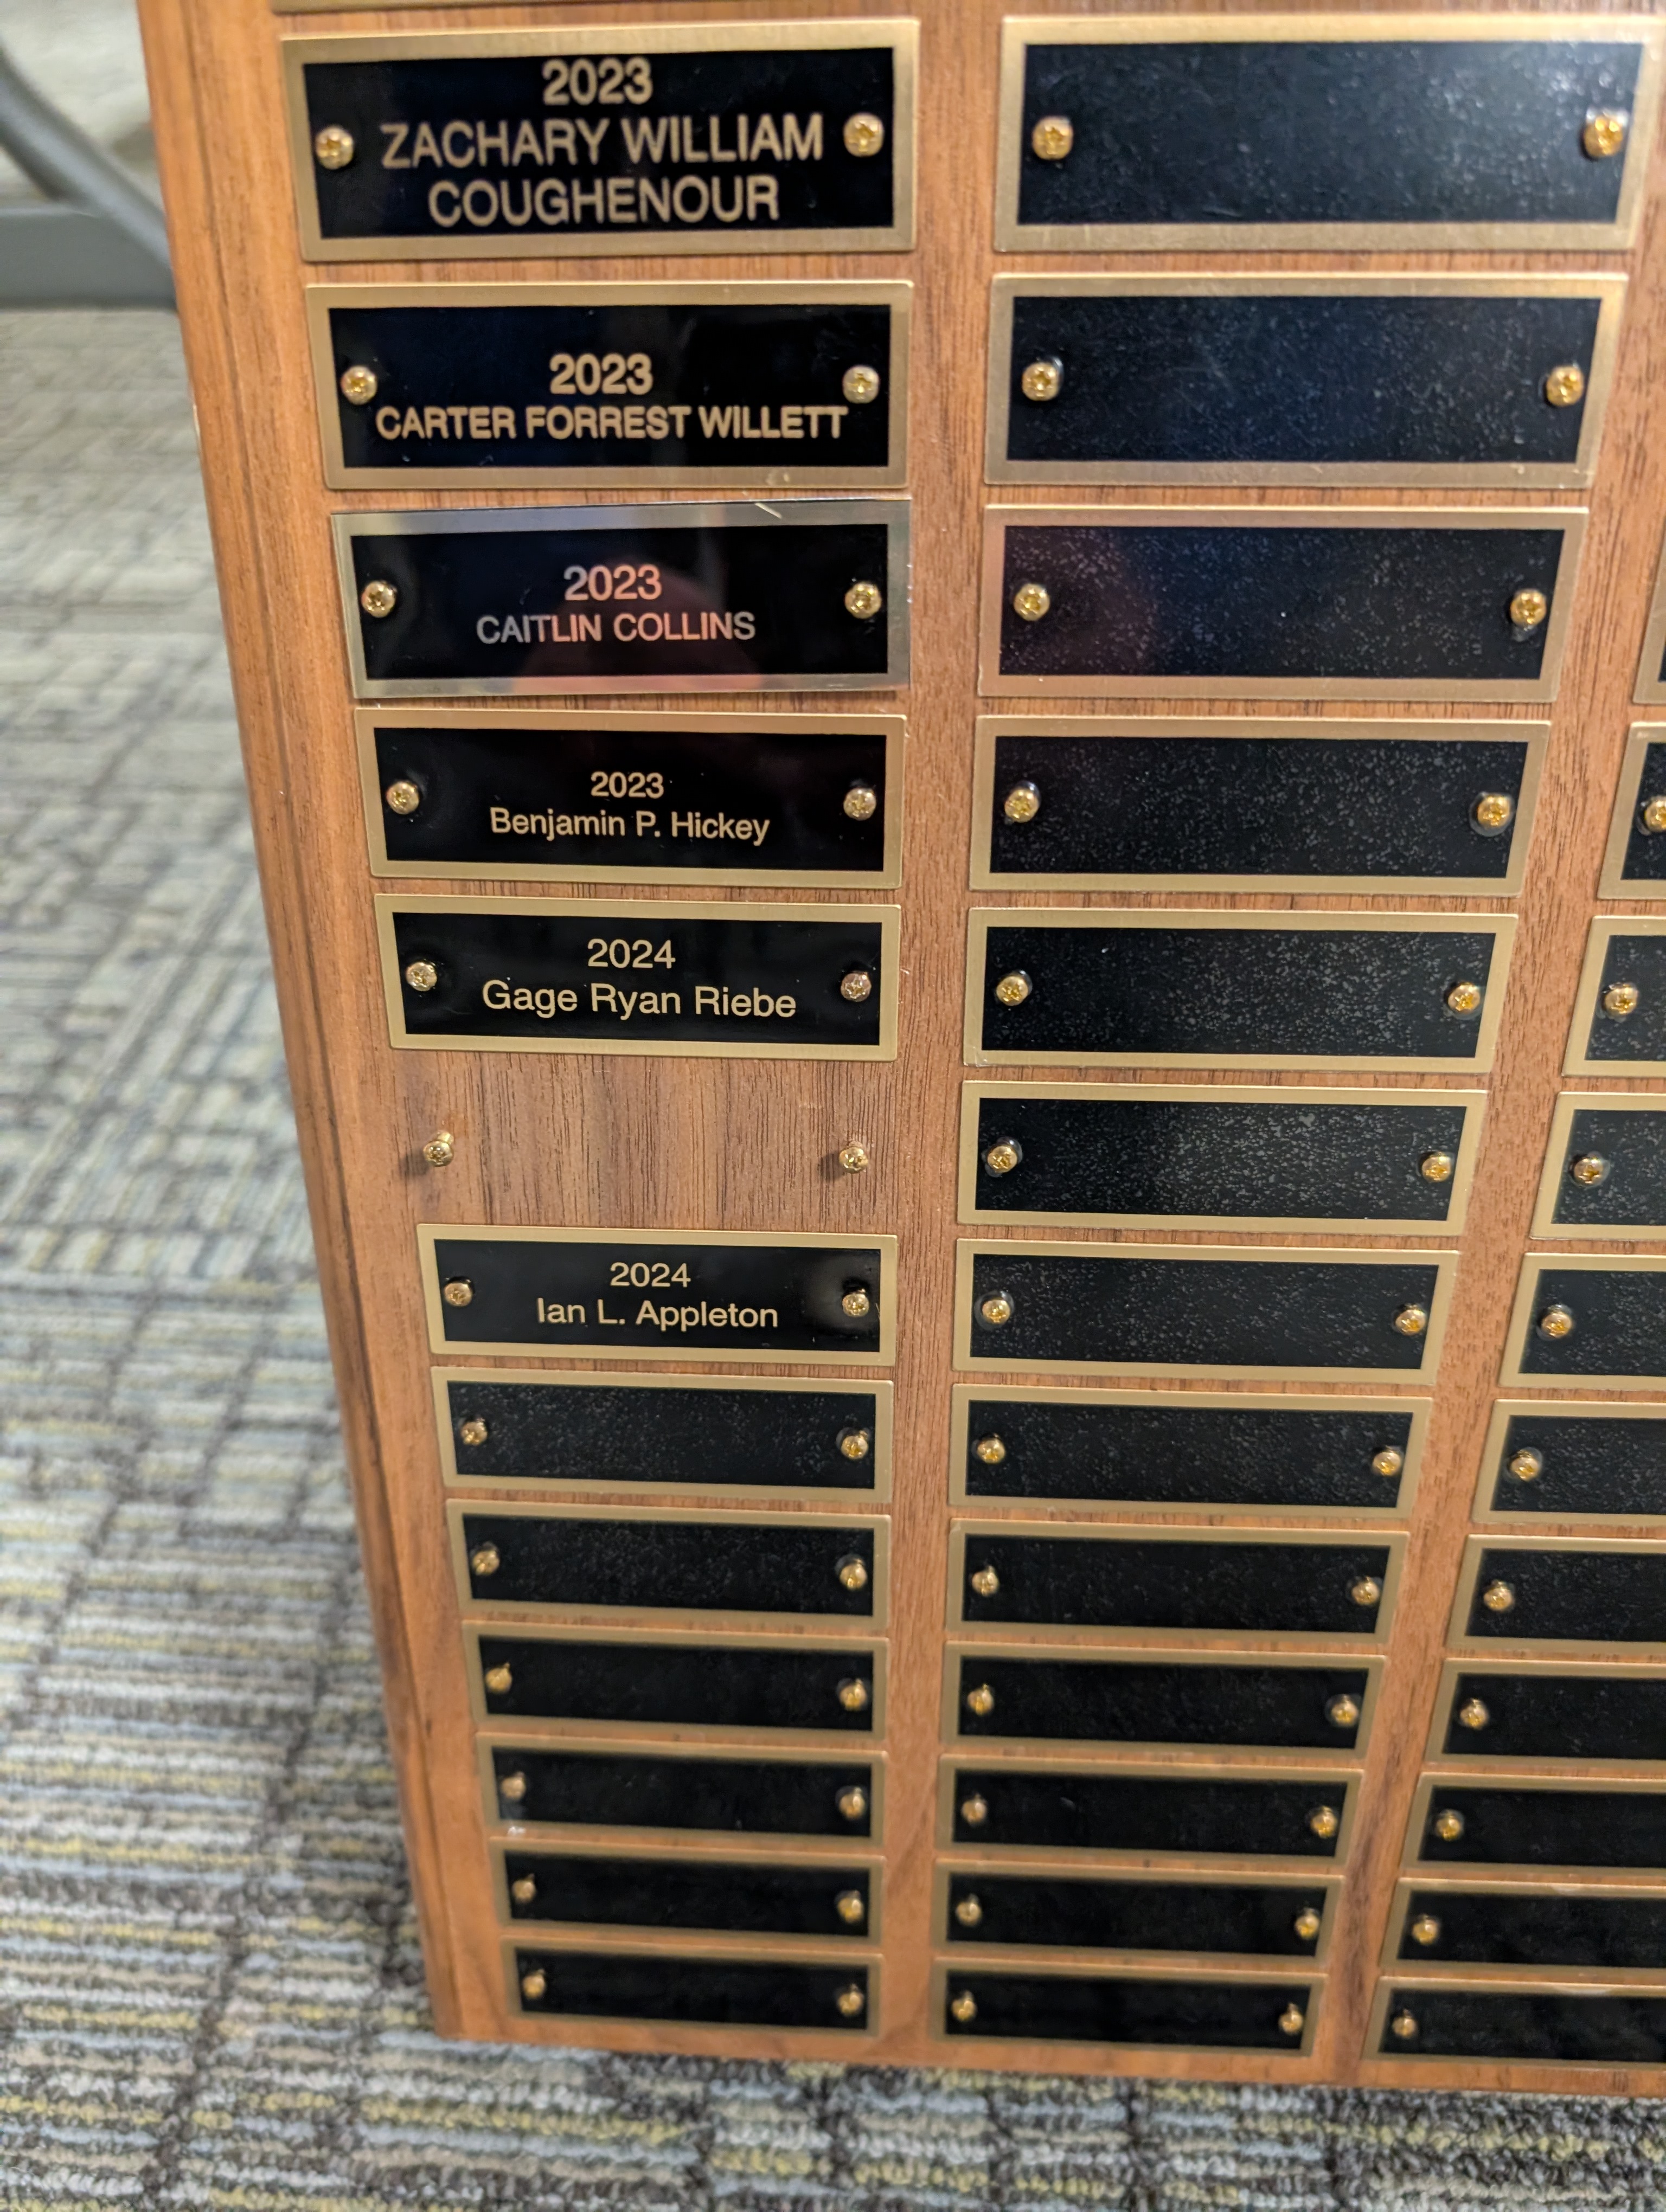 2023
ZACHARY WILLIAM
COUGHENOUR
2023
CARTER FORREST WILLETT
2023
CAITLIN COLLINS
2023
Benjamin P. Hickey
2024
Gage Ryan Riebe
2024
Ian L. Appleton